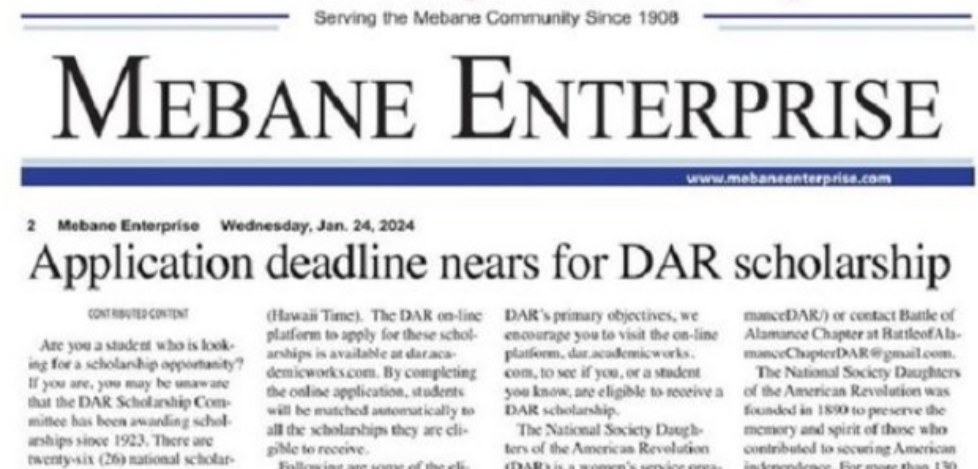 Serving the Mebane Community Since 1908
MEBANE ENTERPRISE
www.mebaneenterprise.com
2 Mebane Enterprise Wednesday, Jan. 24, 2024
Application deadline nears for DAR scholarship
CONTRIBUTED CONTENT
Are you a student who is look-
ing for a scholarship opportunity?
If you are, you may be unaware
that the DAR Scholarship Com-
mittee has been awarding schol-
arships since 1923. There are
twenty-six (26) national scholar-
(Hawaii Time). The DAR on-line
platform to apply for these schol-
arships is available at dar.aca-
demicworks.com. By completing
the online application, students
will be matched automatically to
all the scholarships they are eli-
gible to receive.
Following are some of the eli-
DAR's primary objectives, we
encourage you to visit the on-line
platform, dar.academicworks.
com, to see if you, or a student
you know, are eligible to receive a
DAR scholarship.
The National Society Daugh-
ters of the American Revolution
(DAR) is a women's service orga-
manceDAR/) or contact Battle of
Alamance Chapter at BattleofAla-
manceChapterDAR@gmail.com.
The National Society Daughters
of the American Revolution was
founded in 1890 to preserve the
memory and spirit of those who
contributed to securing American
independence. For more than 130